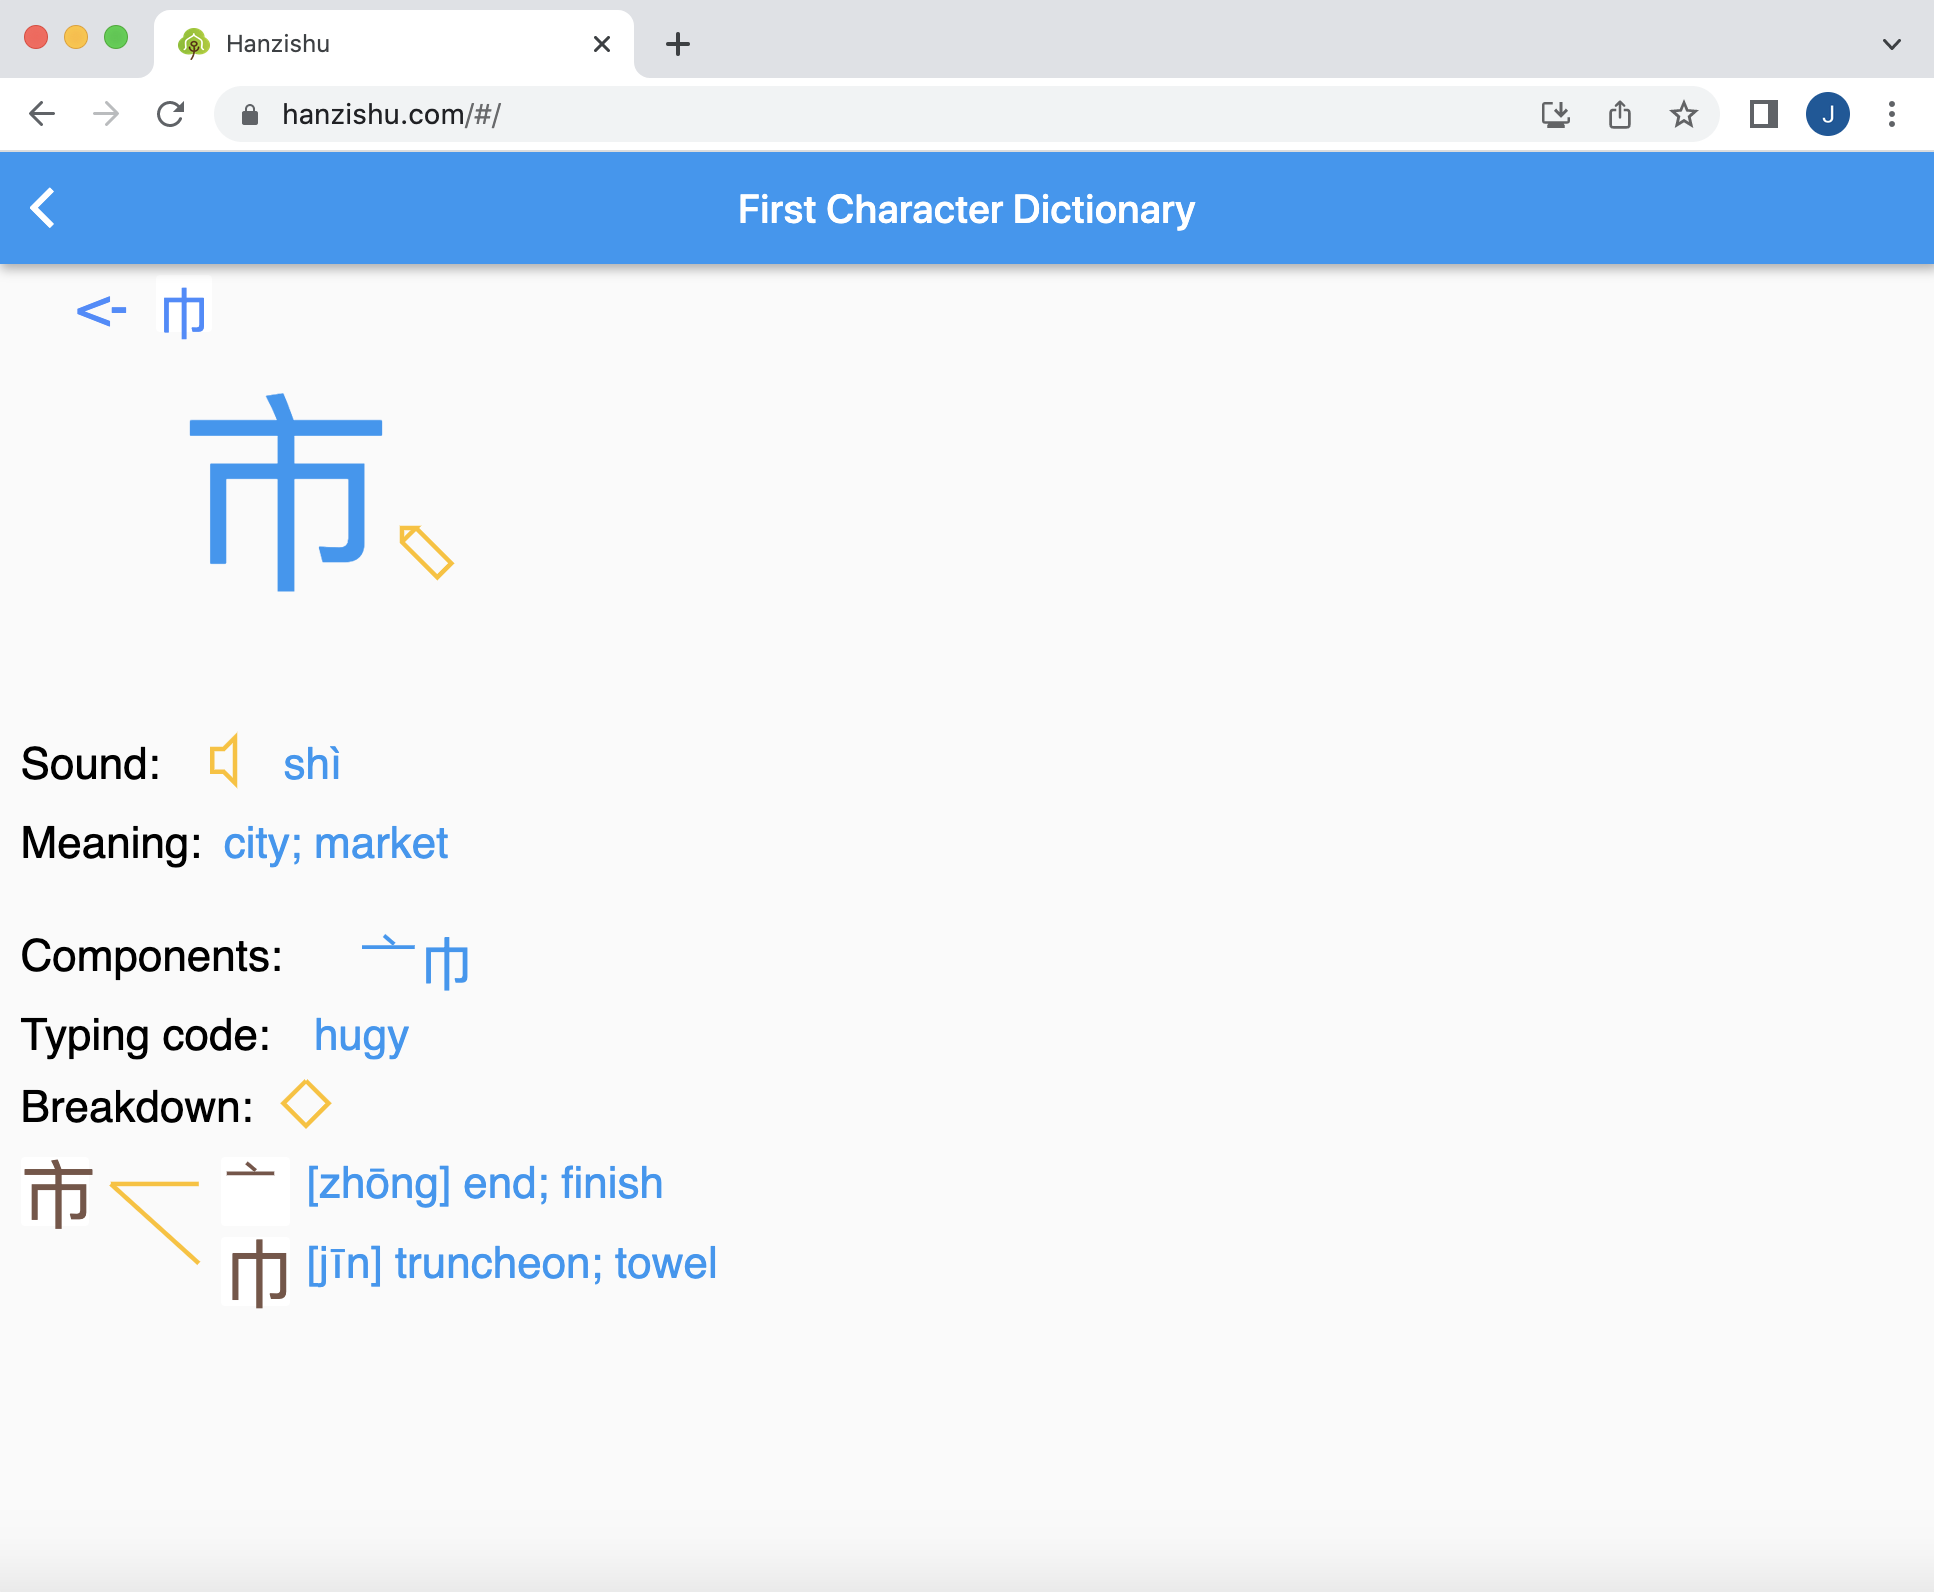 Hanzishu
hanzishu.com/#/
J
First Character Dictionary
<- 巾
市
Sound: shì
Meaning: city; market
Components: 亠巾
Typing code: hugy
Breakdown:
市 亠 [zhōng] end; finish
巾 [jīn] truncheon; towel